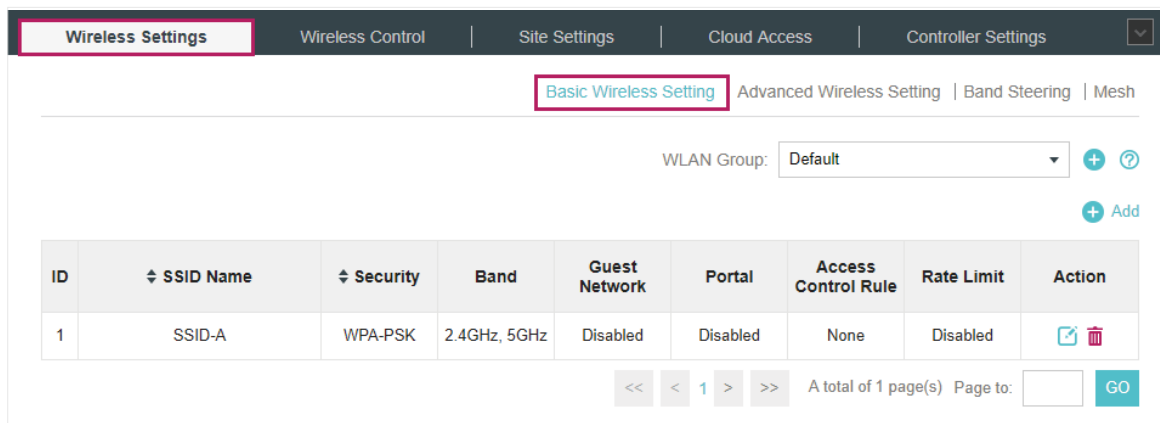 Wireless Settings Wireless Control | Site Settings | Cloud Access | Controller Settings
Basic Wireless Setting Advanced Wireless Setting | Band Steering | Mesh
WLAN Group: Default
Add
ID SSID Name Security Band Guest Network Portal Access Control Rule Rate Limit Action
1 SSID-A WPA-PSK 2.4GHz, 5GHz Disabled Disabled None Disabled
<< < 1 > >> A total of 1 page(s) Page to: GO